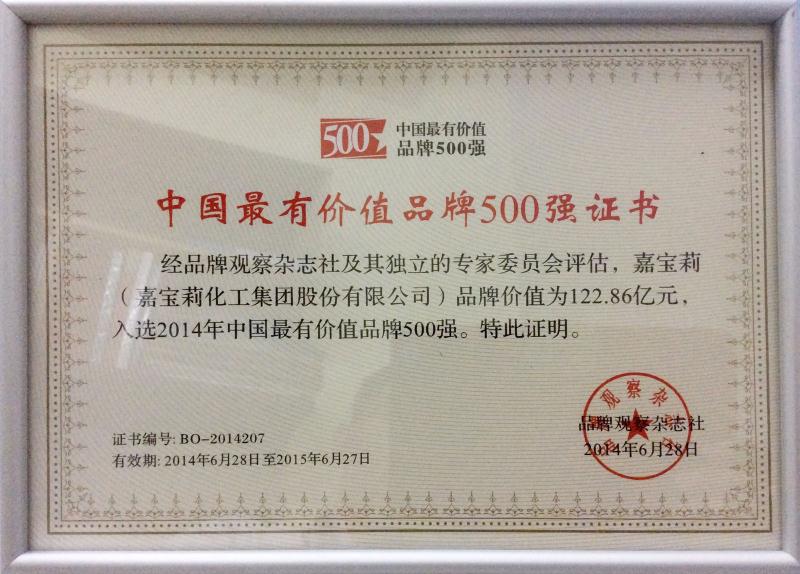 500
中国最有价值
品牌500强
中国最有价值品牌500强证书
经品牌观察杂志社及其独立的专家委员会评估，嘉宝莉
（嘉宝莉化工集团股份有限公司）品牌价值为122.86亿元，
入选2014年中国最有价值品牌500强。特此证明。
品牌观察杂志社
2014年6月28日
证书编号: BO-2014207
有效期: 2014年6月28日至2015年6月27日